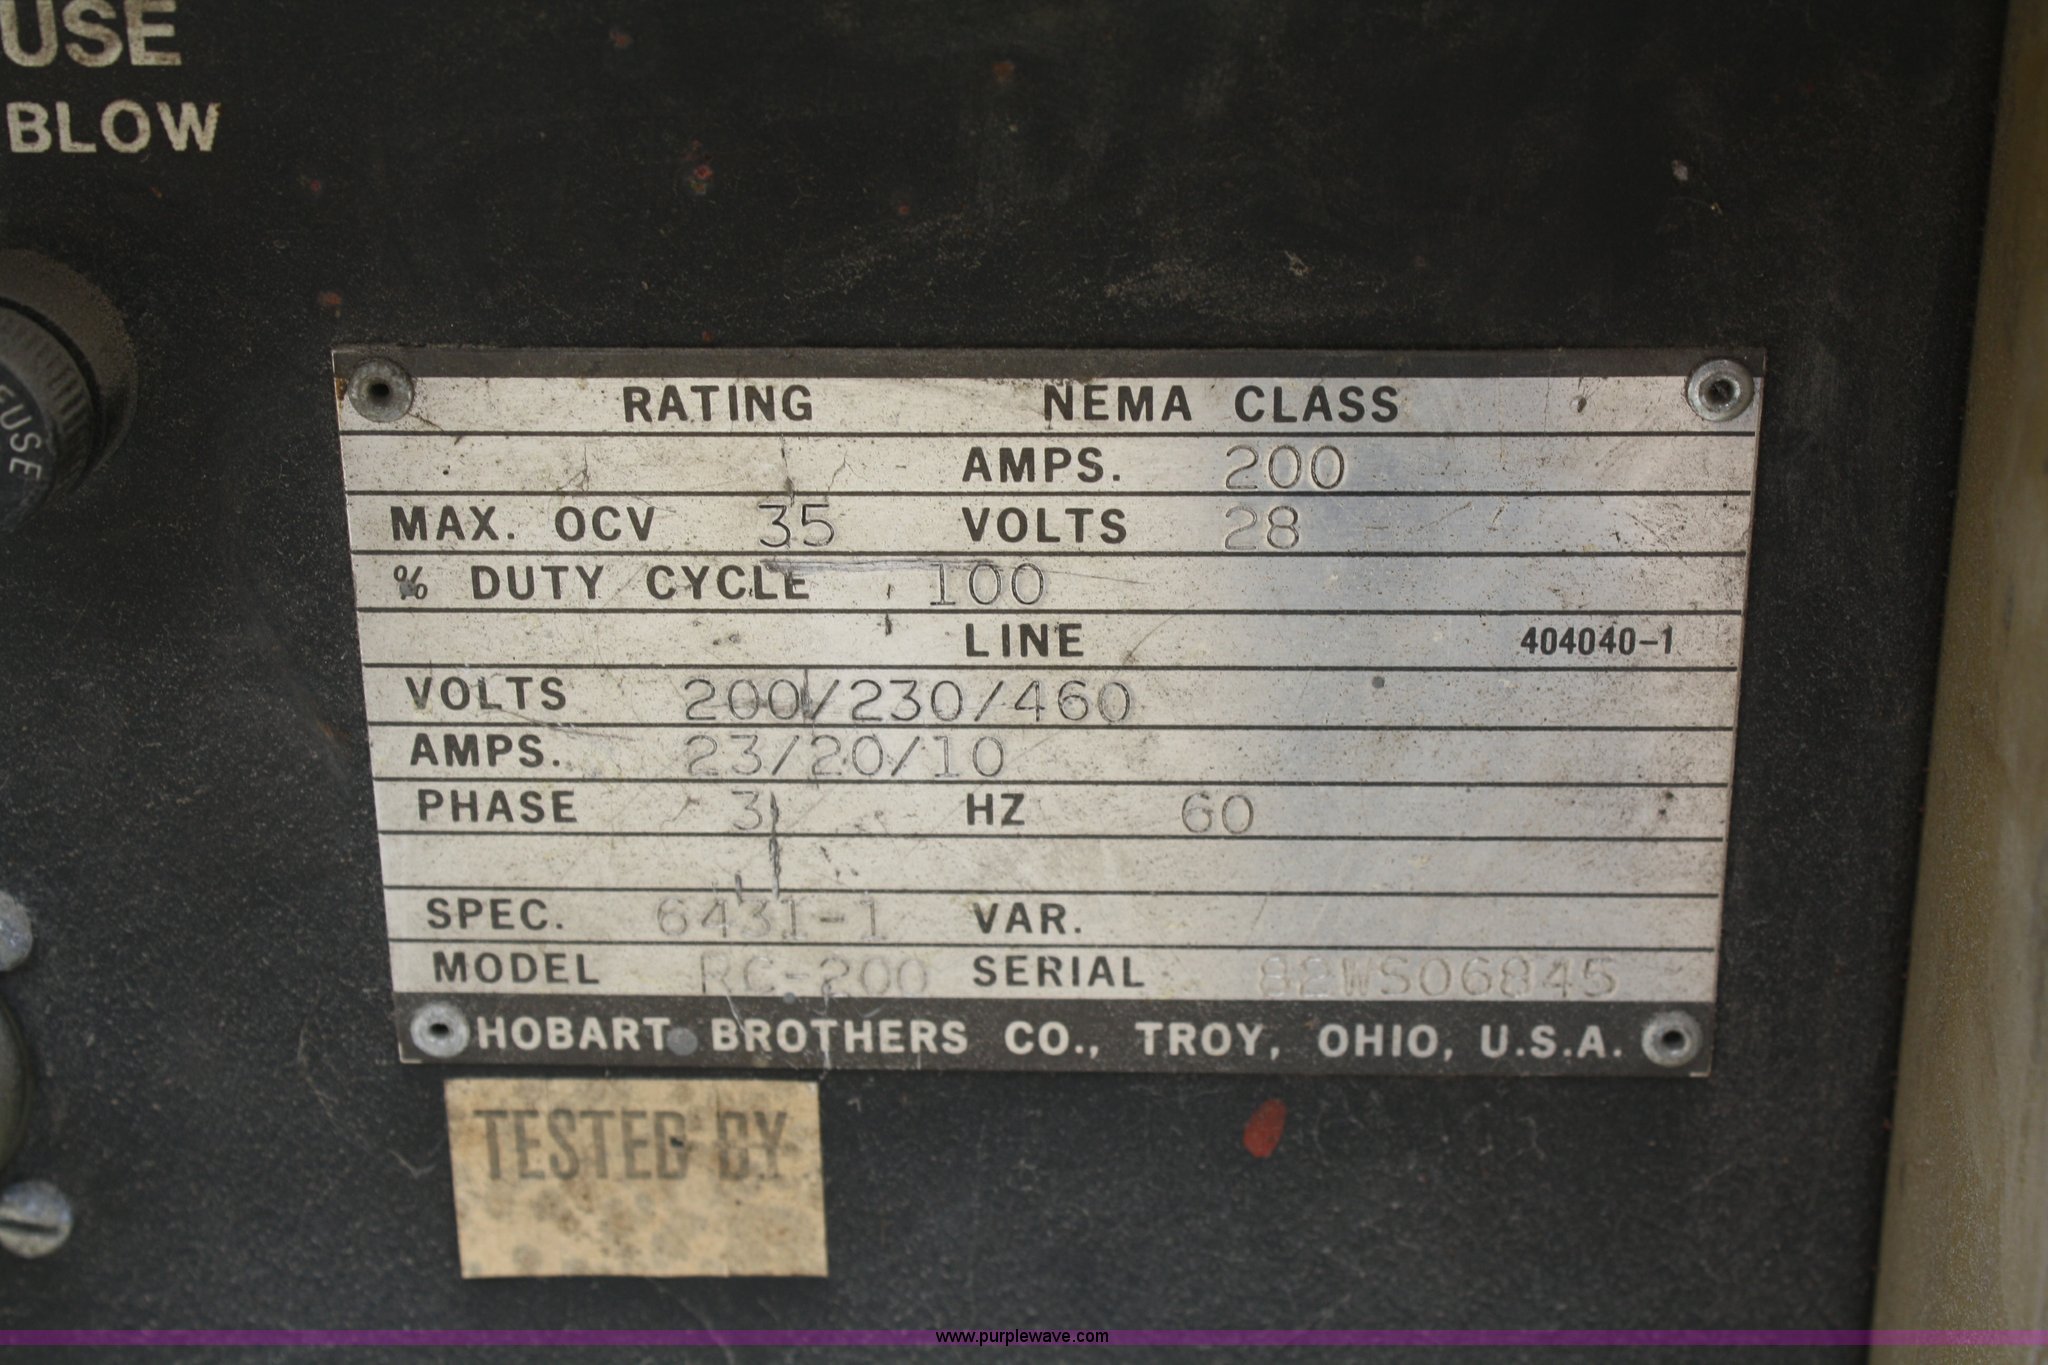 USE
BLOW
FUSE
RATING NEMA CLASS
AMPS. 200
MAX. OCV 35 VOLTS 28
% DUTY CYCLE 100
LINE 404040-1
VOLTS 200/230/460
AMPS. 23/20/10
PHASE 3 HZ 60
SPEC. 6431-1 VAR.
MODEL RC-200 SERIAL 82WS06845
HOBART BROTHERS CO., TROY, OHIO, U.S.A.
TESTED BY
www.purplewave.com